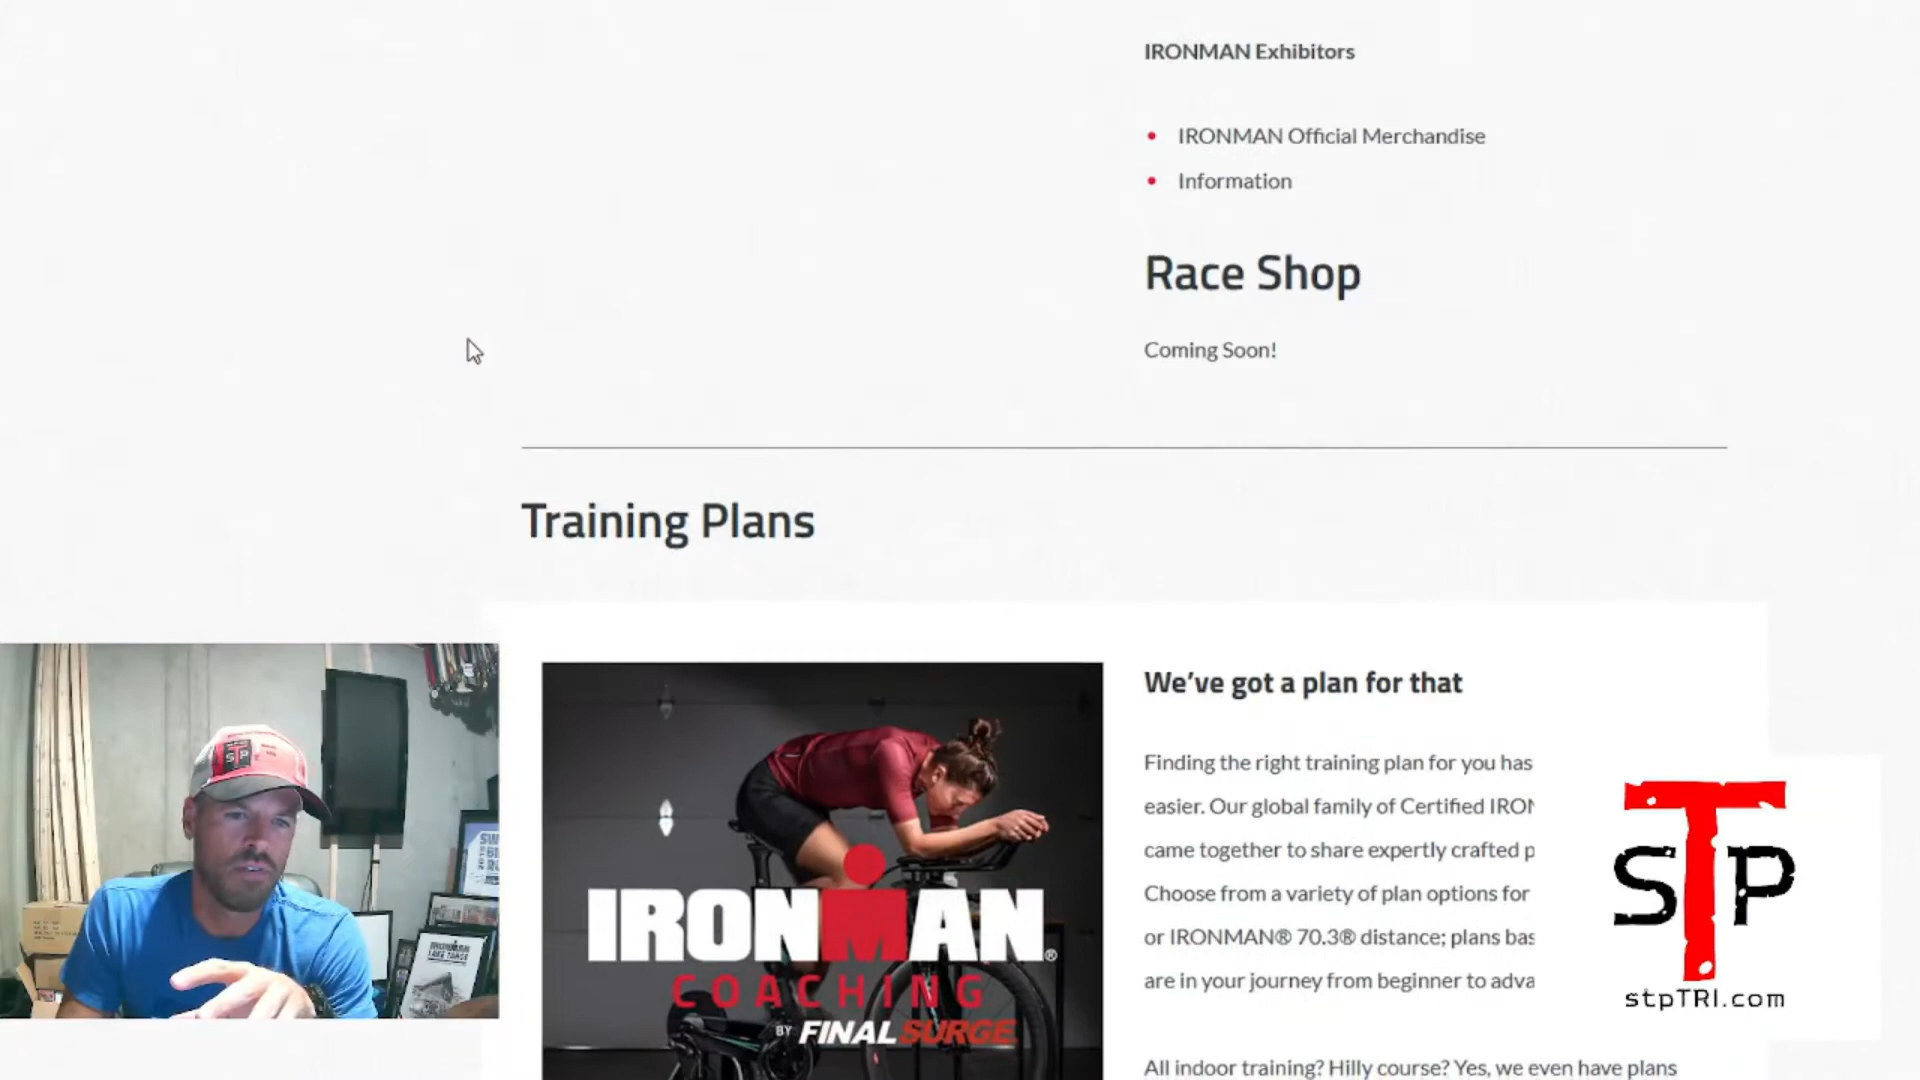 IRONMAN Exhibitors
IRONMAN Official Merchandise
Information
Race Shop
Coming Soon!
Training Plans
We've got a plan for that
Finding the right training plan for you has
easier. Our global family of Certified IRON
came together to share expertly crafted p
Choose from a variety of plan options for
or IRONMAN® 70.3® distance; plans bas
are in your journey from beginner to adva
All indoor training? Hilly course? Yes, we even have plans
IRONMAN®
COACHING
BY FINAL SURGE
STP
stpTRI.com
STP
IRONMAN